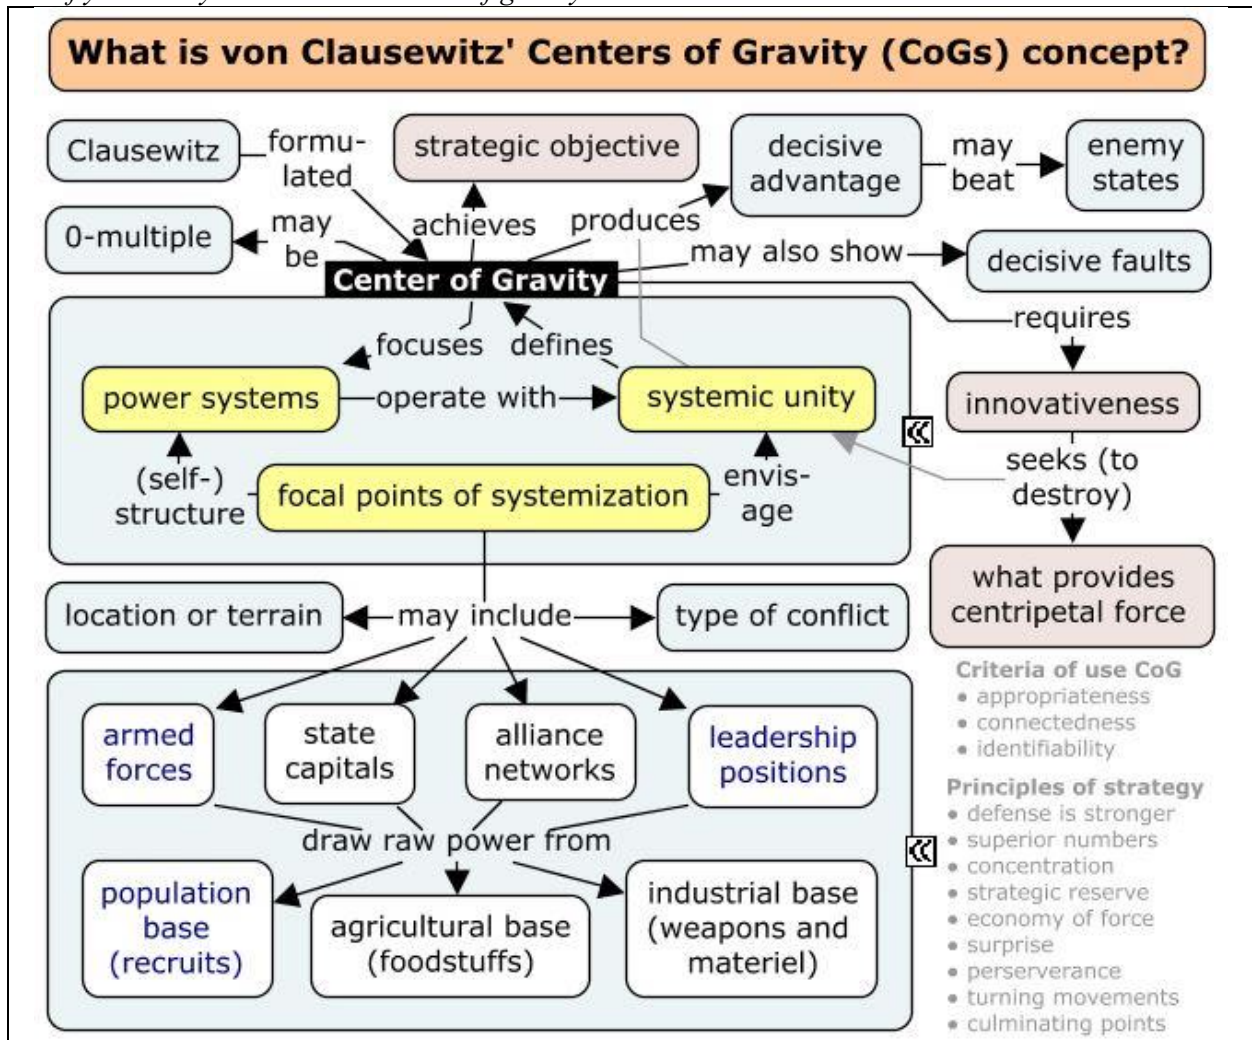 What is von Clausewitz' Centers of Gravity (CoGs) concept?
Clausewitz
formu-
lated
strategic objective
decisive
advantage
may
beat
enemy
states
0-multiple
may
be
achieves
produces
may also show
decisive faults
Center of Gravity
requires
focuses
defines
power systems
operate with
systemic unity
innovativeness
(self-)
structure
focal points of systemization
envis-
age
seeks (to
destroy)
what provides
centripetal force
location or terrain
may include
type of conflict
Criteria of use CoG
• appropriateness
• connectedness
• identifiability
armed
forces
state
capitals
alliance
networks
leadership
positions
draw raw power from
population
base
(recruits)
agricultural base
(foodstuffs)
industrial base
(weapons and
materiel)
Principles of strategy
• defense is stronger
• superior numbers
• concentration
• strategic reserve
• economy of force
• surprise
• perserverance
• turning movements
• culminating points